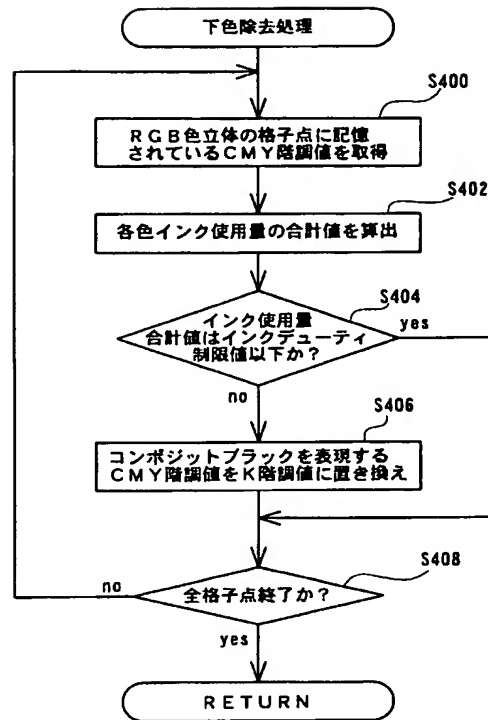 下色除去処理
S400
RGB色立体の格子点に記憶
されているCMY階調値を取得
S402
各色インク使用量の合計値を算出
S404
インク使用量
合計値はインクデューティ
制限値以下か?
yes
no
S406
コンポジットブラックを表現する
CMY階調値をK階調値に置き換え
S408
no
全格子点終了か?
yes
RETURN